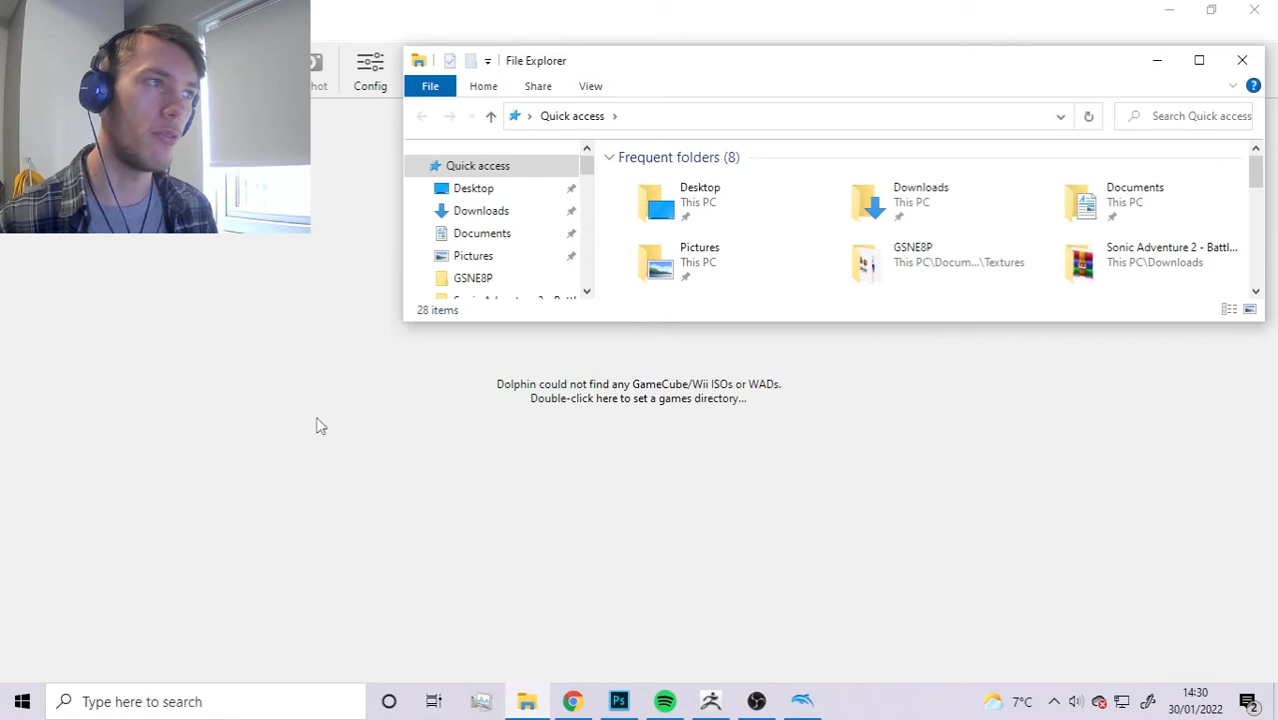 File Explorer
hot
Config
File
Home
Share
View
Quick access
Search Quick access
Quick access
Desktop
Downloads
Documents
Pictures
GSNE8P
Frequent folders (8)
Desktop
This PC
Downloads
This PC
Documents
This PC
Pictures
This PC
GSNE8P
This PC\Docum...\Textures
Sonic Adventure 2 - Battl...
This PC\Downloads
28 items
Dolphin could not find any GameCube/Wii ISOs or WADs.
Double-click here to set a games directory...
Type here to search
Ps
7°C
14:30
30/01/2022
2